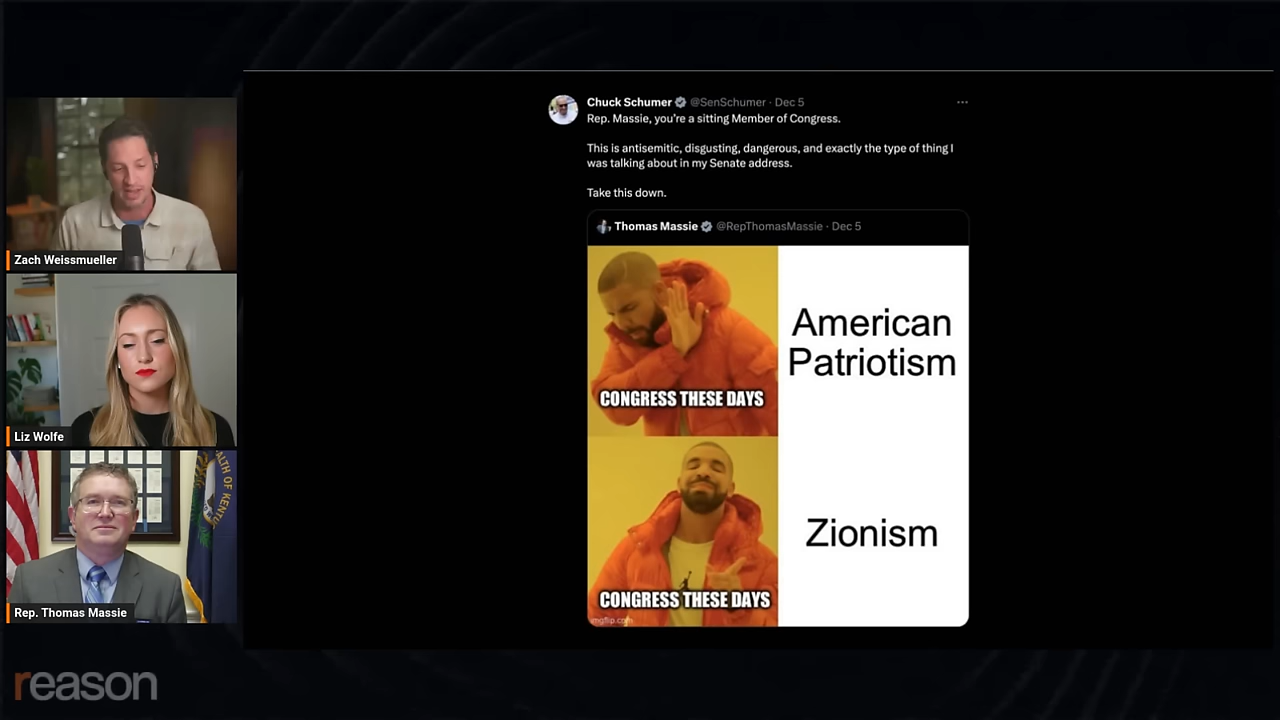 Chuck Schumer @SenSchumer · Dec 5
Rep. Massie, you're a sitting Member of Congress.
This is antisemitic, disgusting, dangerous, and exactly the type of thing I
was talking about in my Senate address.
Take this down.
Thomas Massie @RepThomasMassie · Dec 5
American
Patriotism
CONGRESS THESE DAYS
Zionism
CONGRESS THESE DAYS
imgflip.com
Zach Weissmueller
Liz Wolfe
Rep. Thomas Massie
reason